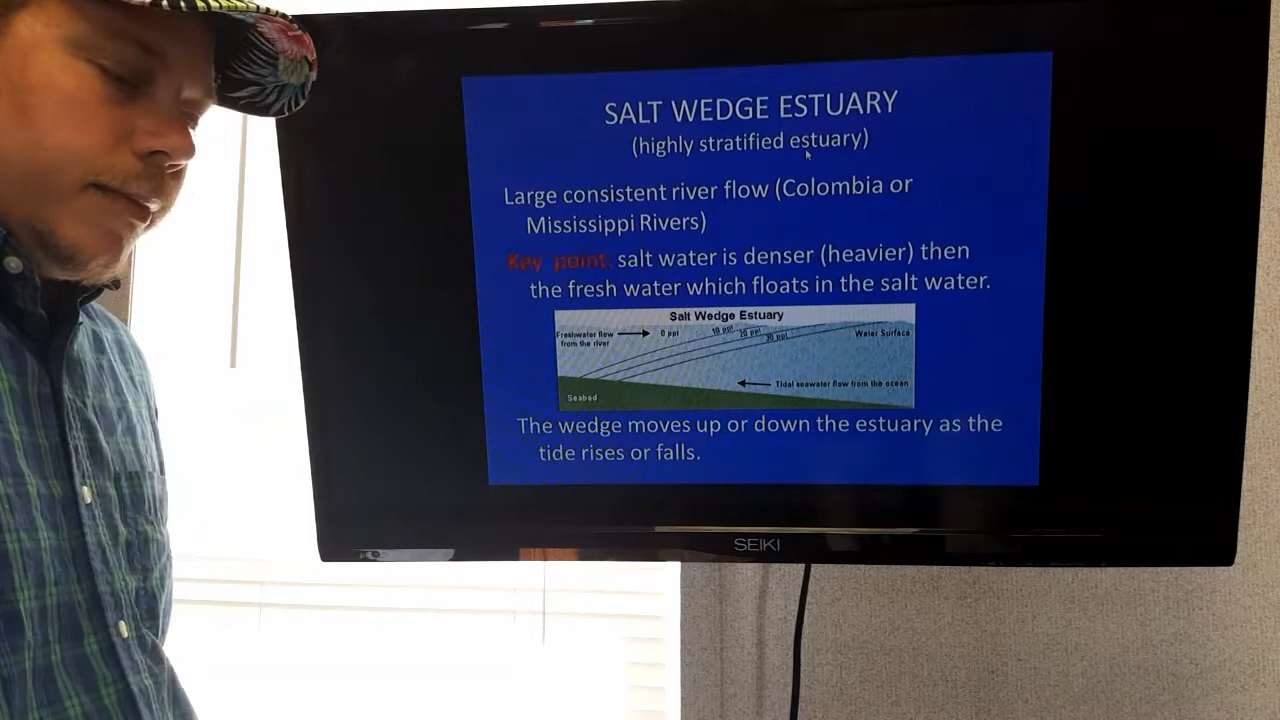 SALT WEDGE ESTUARY
(highly stratified estuary)
Large consistent river flow (Colombia or
Mississippi Rivers)
Key point: salt water is denser (heavier) then
the fresh water which floats in the salt water.
Salt Wedge Estuary
Freshwater flow
from the river
0 ppt
10 ppt
20 ppt
30 ppt
Water Surface
Tidal seawater flow from the ocean
Seabed
The wedge moves up or down the estuary as the
tide rises or falls.
SEIKI